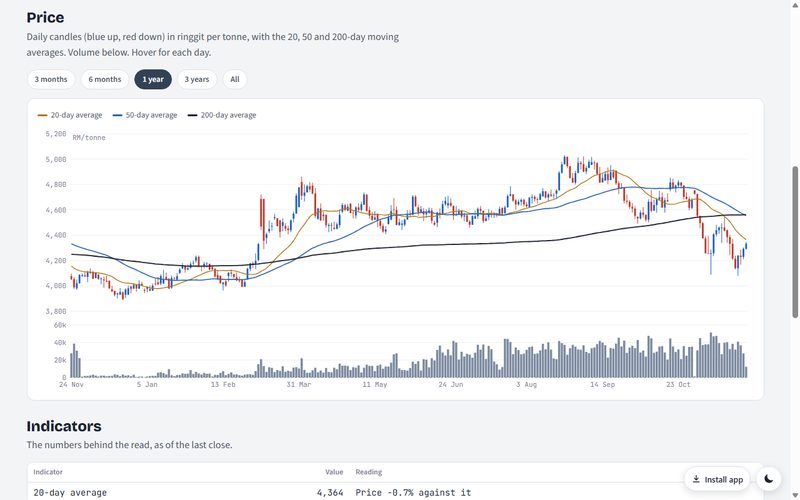 Price
Daily candles (blue up, red down) in ringgit per tonne, with the 20, 50 and 200-day moving
averages. Volume below. Hover for each day.
3 months 6 months 1 year 3 years All
20-day average 50-day average 200-day average
5,200 RM/tonne
5,000
4,800
4,600
4,400
4,200
4,000
3,800
60k
40k
20k
0
24 Nov 5 Jan 13 Feb 31 Mar 11 May 24 Jun 3 Aug 14 Sep 23 Oct
Indicators
The numbers behind the read, as of the last close.
Indicator Value Reading
20-day average 4,364 Price -0.7% against it
Install app